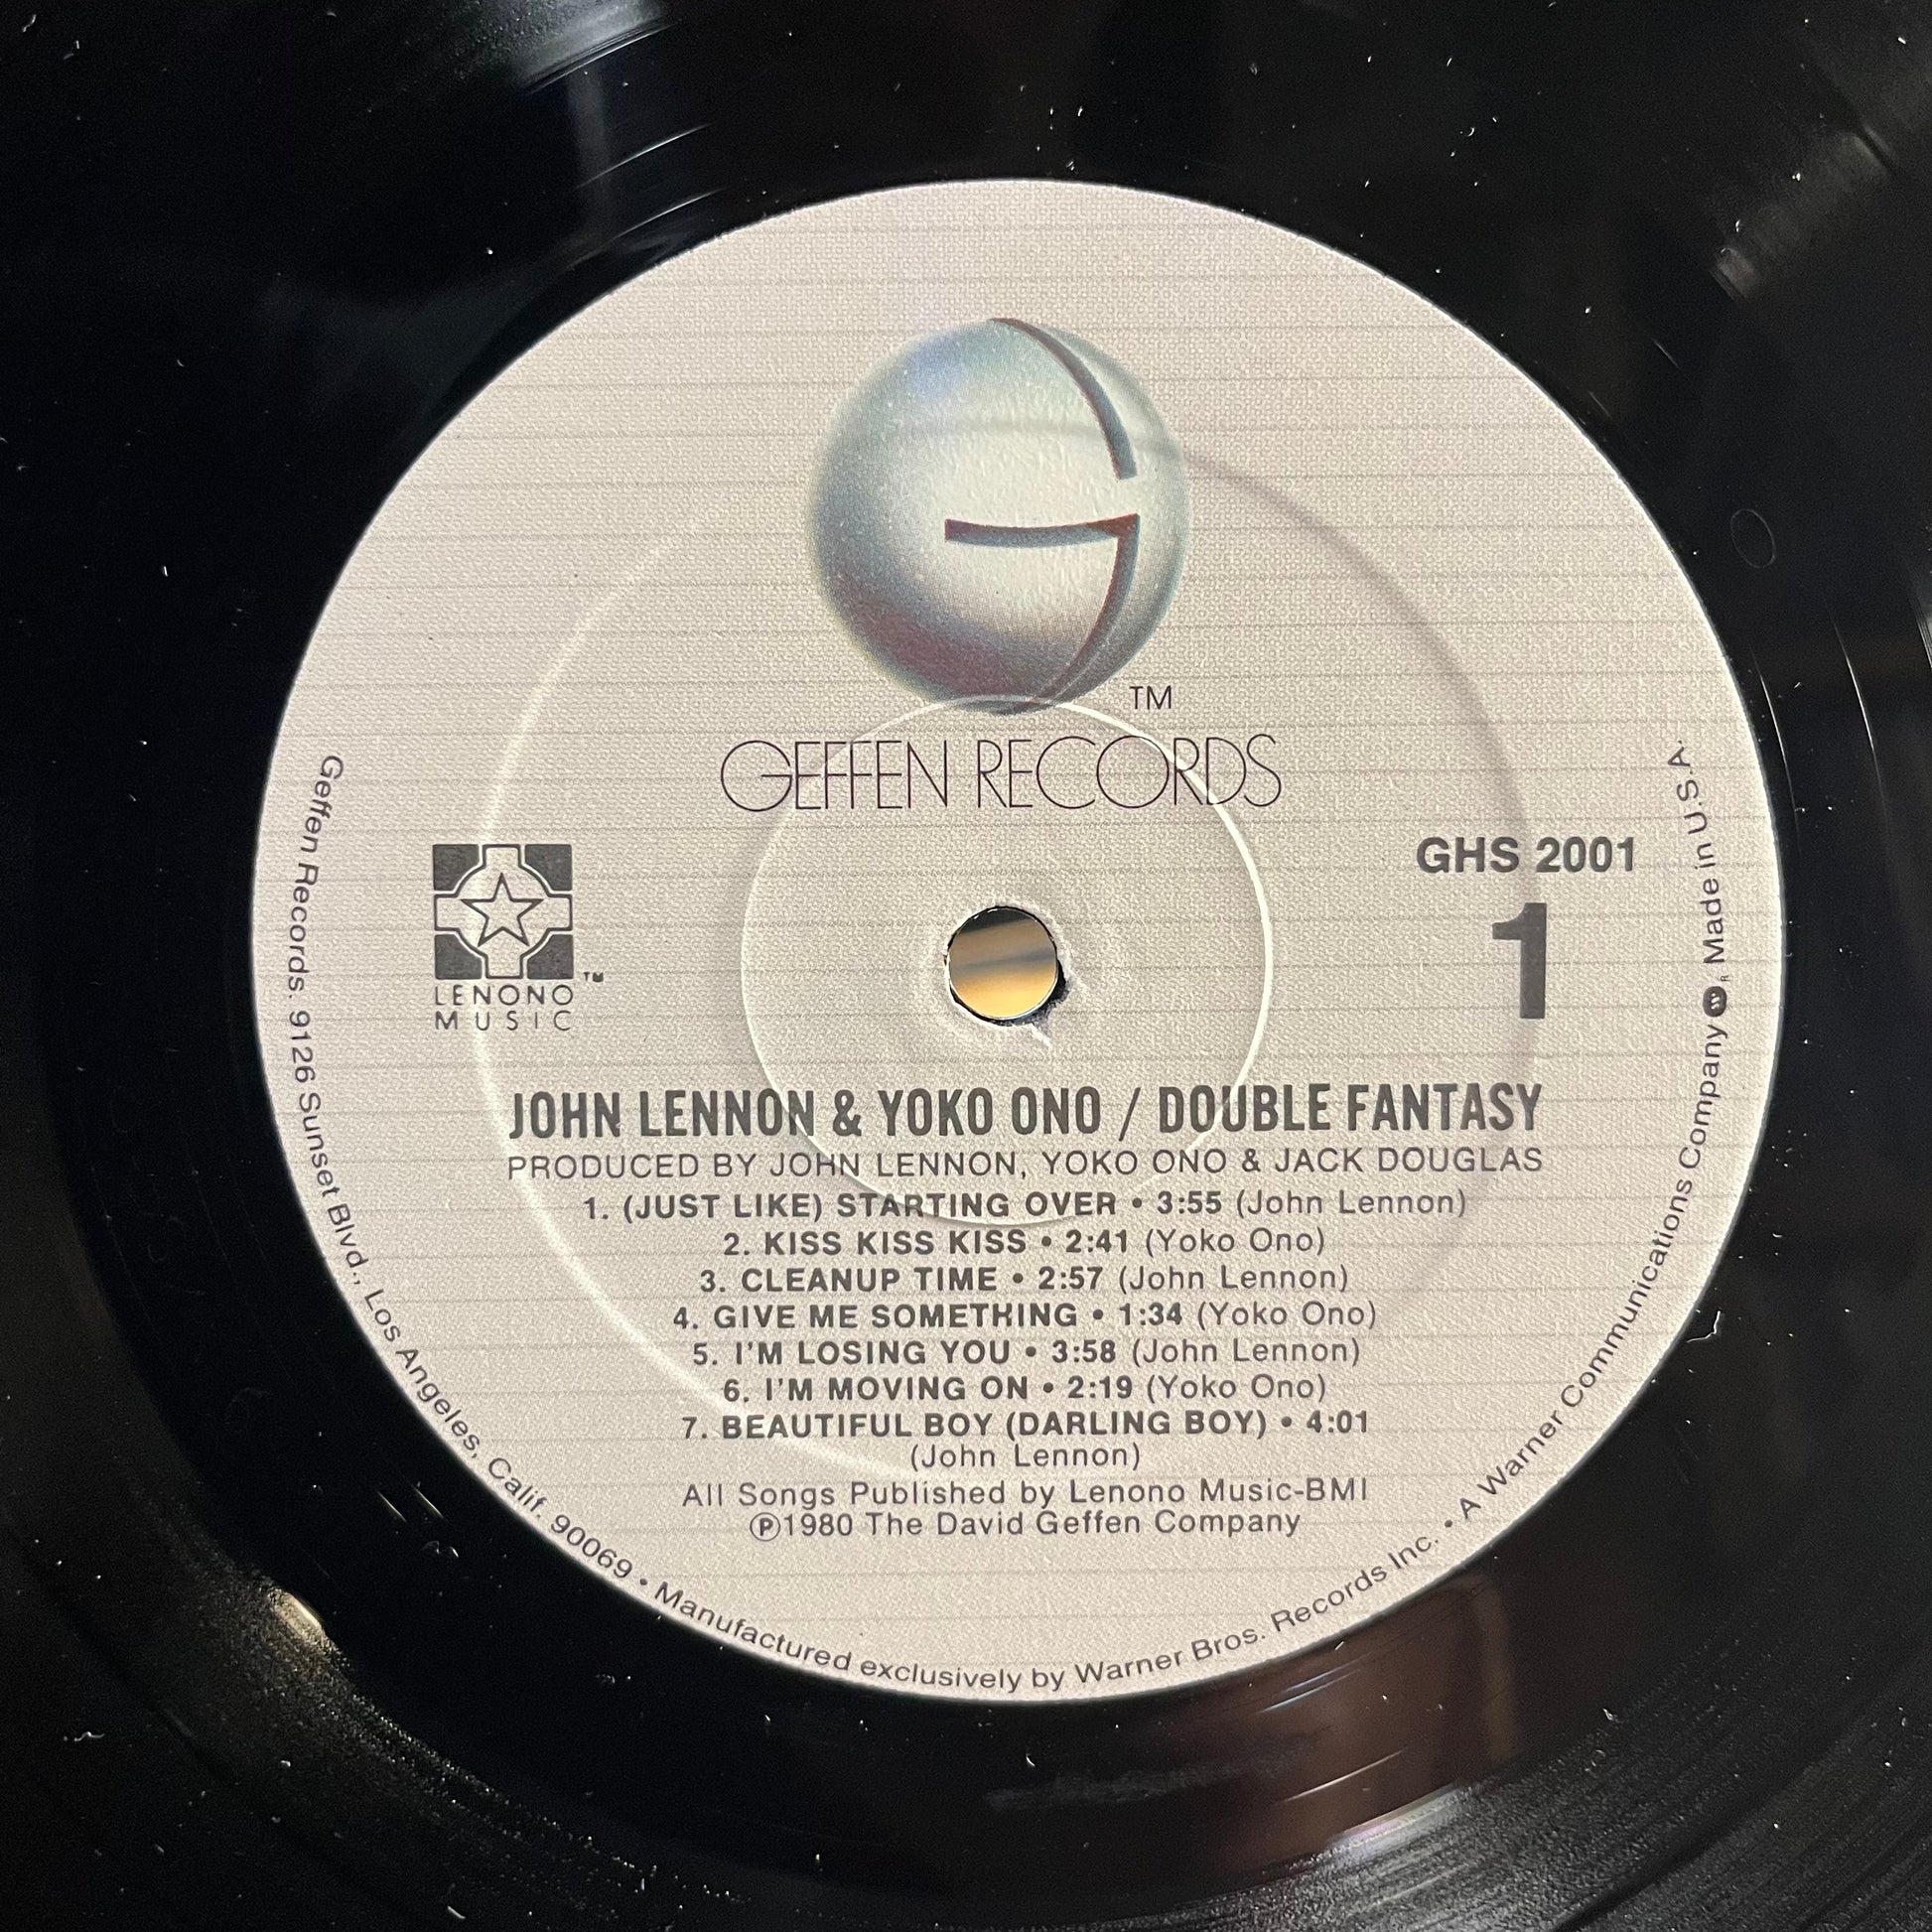 TM
GEFFEN RECORDS
GHS 2001
1
TM
LENONO
MUSIC
JOHN LENNON & YOKO ONO / DOUBLE FANTASY
PRODUCED BY JOHN LENNON, YOKO ONO & JACK DOUGLAS
1. (JUST LIKE) STARTING OVER • 3:55 (John Lennon)
2. KISS KISS KISS • 2:41 (Yoko Ono)
3. CLEANUP TIME • 2:57 (John Lennon)
4. GIVE ME SOMETHING • 1:34 (Yoko Ono)
5. I'M LOSING YOU • 3:58 (John Lennon)
6. I'M MOVING ON • 2:19 (Yoko Ono)
7. BEAUTIFUL BOY (DARLING BOY) • 4:01
(John Lennon)
All Songs Published by Lenono Music-BMI
℗1980 The David Geffen Company
Geffen Records. 9126 Sunset Blvd., Los Angeles, Calif. 90069 • Manufactured exclusively by Warner Bros. Records Inc. • A Warner Communications Company , Made in U.S.A.